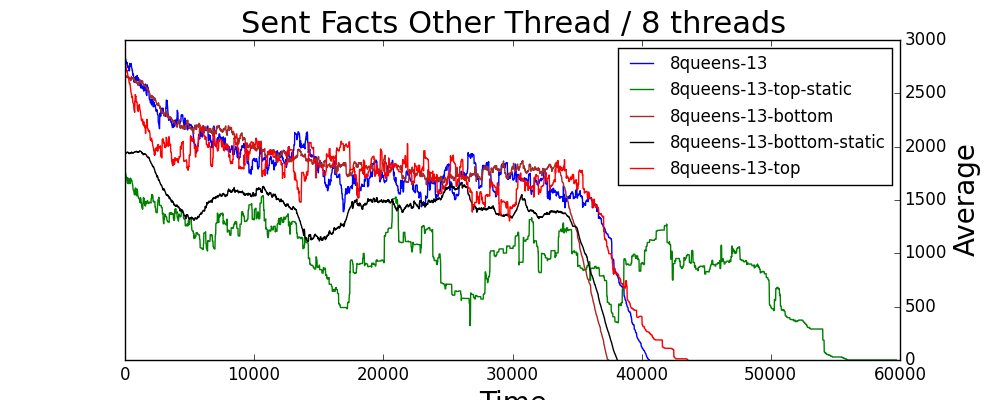 Sent Facts Other Thread / 8 threads
8queens-13
8queens-13-top-static
8queens-13-bottom
8queens-13-bottom-static
8queens-13-top
3000
2500
2000
1500
1000
500
0
Average
0 10000 20000 30000 40000 50000 60000
Time